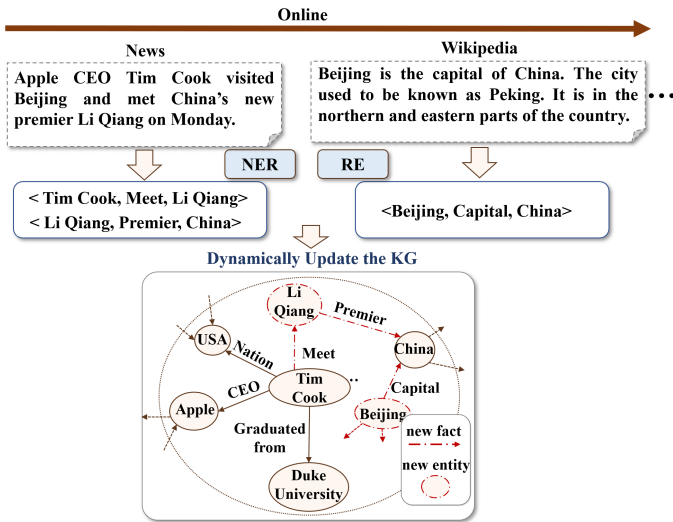 Online
News
Wikipedia
Apple CEO Tim Cook visited
Beijing and met China's new
premier Li Qiang on Monday.
Beijing is the capital of China. The city
used to be known as Peking. It is in the
northern and eastern parts of the country.
NER
RE
< Tim Cook, Meet, Li Qiang>
< Li Qiang, Premier, China>
<Beijing, Capital, China>
Dynamically Update the KG
Li
Qiang
Premier
USA
Nation
Meet
China
Tim
Cook
CEO
Capital
Apple
Beijing
Graduated
from
new fact
new entity
Duke
University